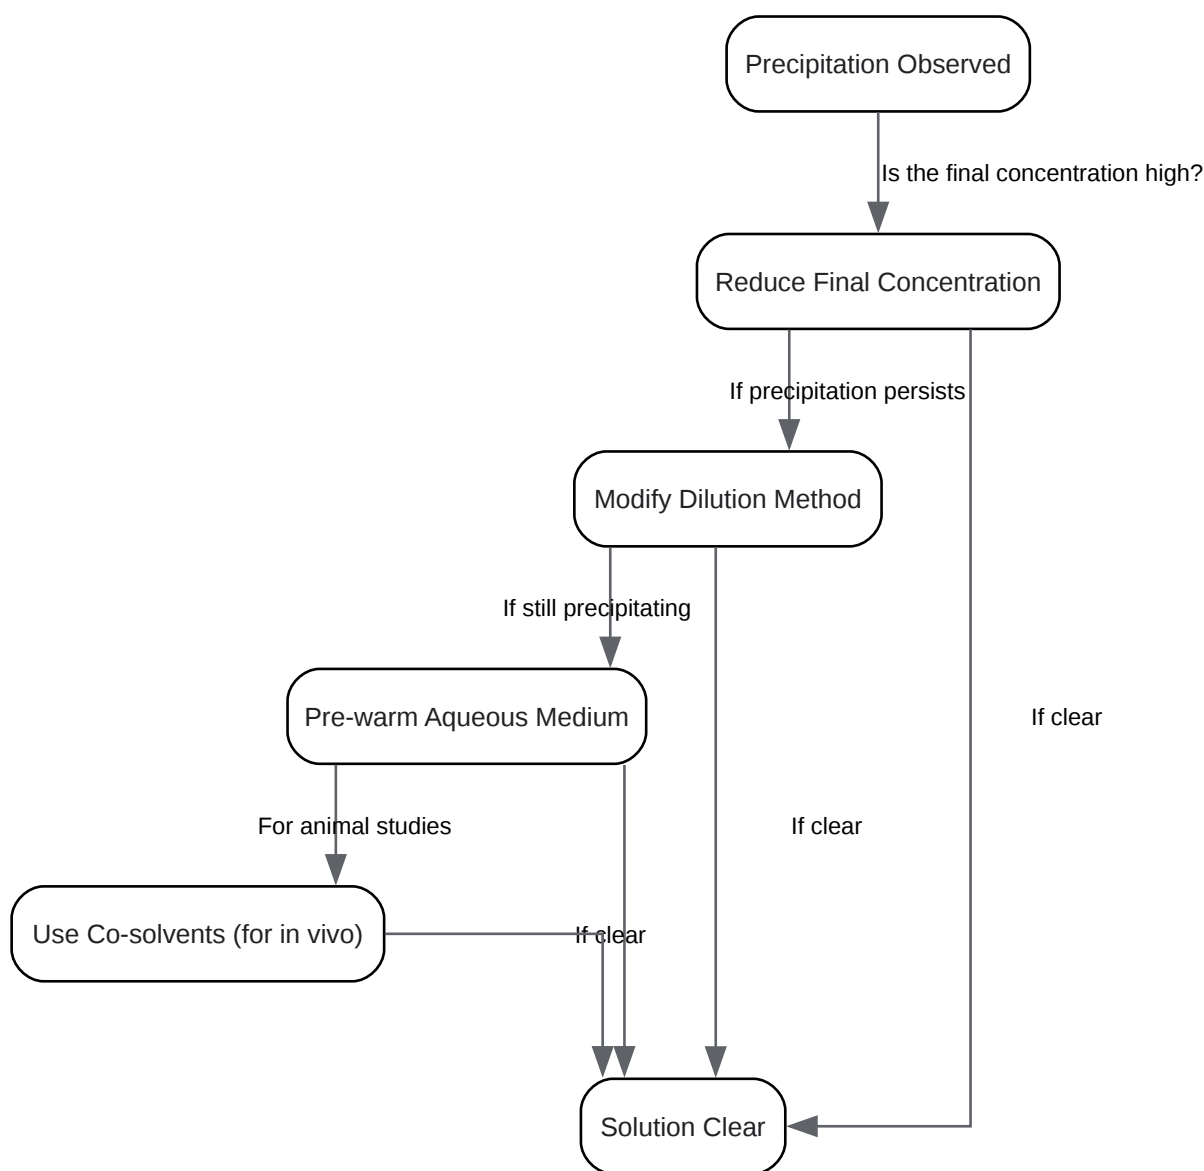 Precipitation Observed
Is the final concentration high?
Reduce Final Concentration
If precipitation persists
Modify Dilution Method
If still precipitating
Pre-warm Aqueous Medium
If clear
For animal studies
If clear
Use Co-solvents (for in vivo)
If clear
Solution Clear